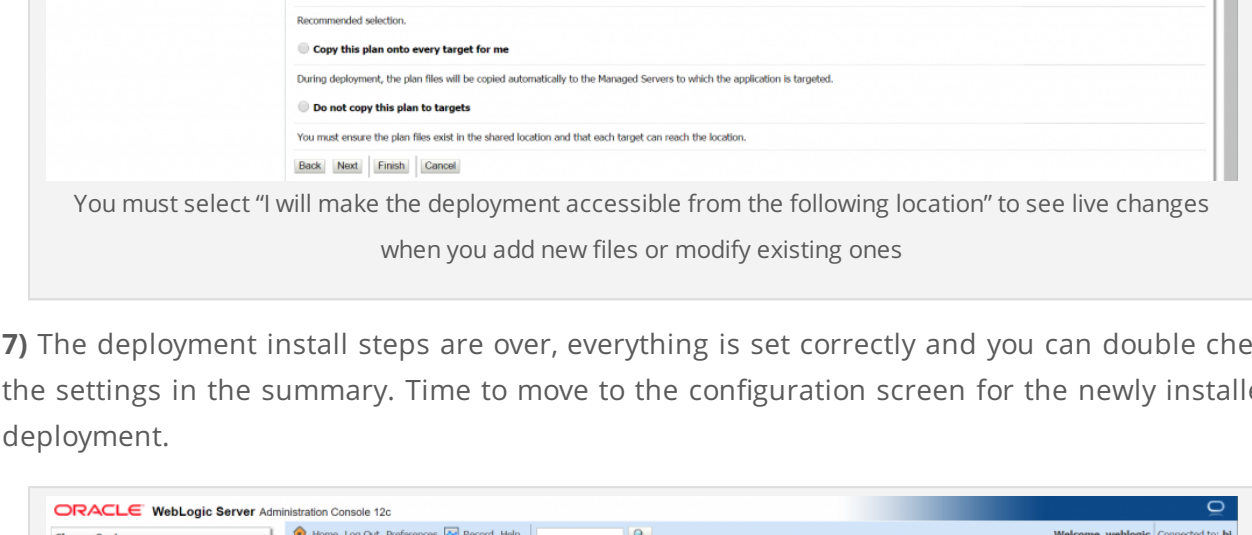 Recommended selection.
Copy this plan onto every target for me
During deployment, the plan files will be copied automatically to the Managed Servers to which the application is targeted.
Do not copy this plan to targets
You must ensure the plan files exist in the shared location and that each target can reach the location.
Back Next Finish Cancel
You must select “I will make the deployment accessible from the following location” to see live changes
when you add new files or modify existing ones
7) The deployment install steps are over, everything is set correctly and you can double che
the settings in the summary. Time to move to the configuration screen for the newly installe
deployment.
ORACLE WebLogic Server Administration Console 12c
Home Log Out Preferences Record Help
Welcome, weblogic Connected to: bi